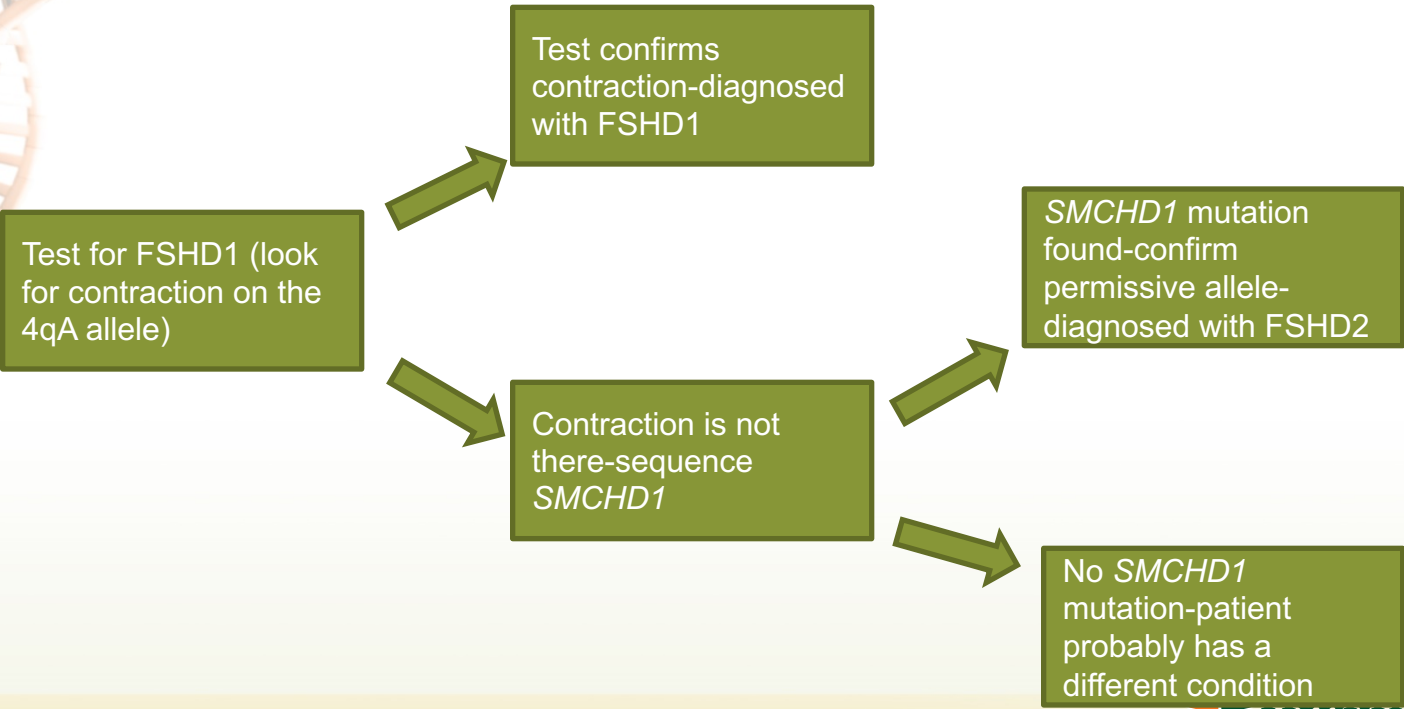 Test confirms
contraction-diagnosed
with FSHD1
Test for FSHD1 (look
for contraction on the
4qA allele)
SMCHD1 mutation
found-confirm
permissive allele-
diagnosed with FSHD2
Contraction is not
there-sequence
SMCHD1
No SMCHD1
mutation-patient
probably has a
different condition